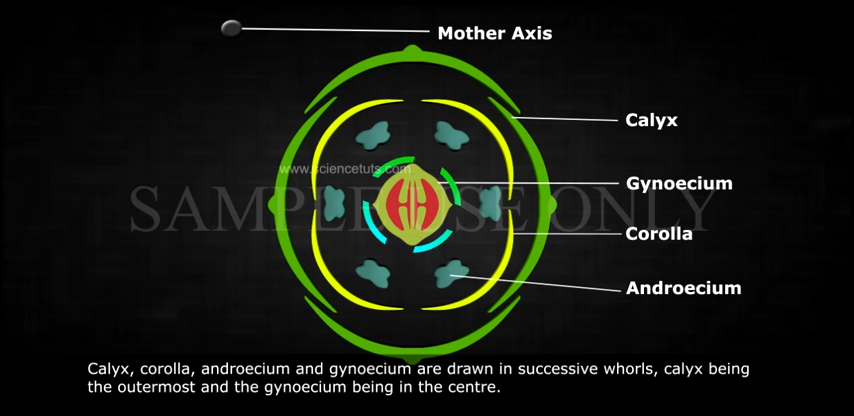 Mother Axis
Calyx
www.sciencetuts.com
Gynoecium
SAMPLE USE ONLY
Corolla
Androecium
Calyx, corolla, androecium and gynoecium are drawn in successive whorls, calyx being
the outermost and the gynoecium being in the centre.